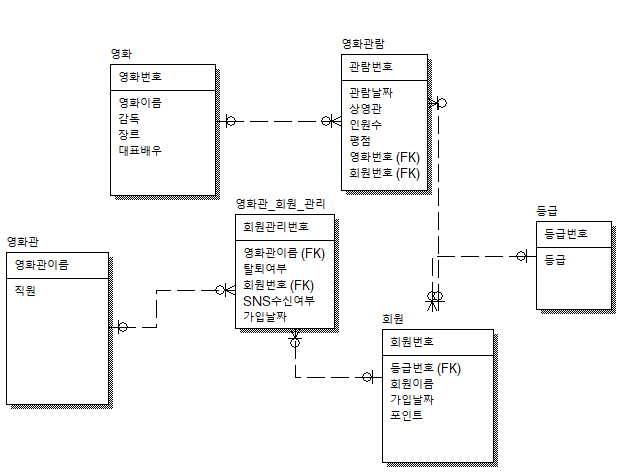 영화
영화번호
영화이름
감독
장르
대표배우
영화관람
관람번호
관람날짜
상영관
인원수
평점
영화번호 (FK)
회원번호 (FK)
영화관_회원_관리
회원관리번호
영화관이름 (FK)
탈퇴여부
회원번호 (FK)
SNS수신여부
가입날짜
등급
등급번호
등급
영화관
영화관이름
직원
회원
회원번호
등급번호 (FK)
회원이름
가입날짜
포인트